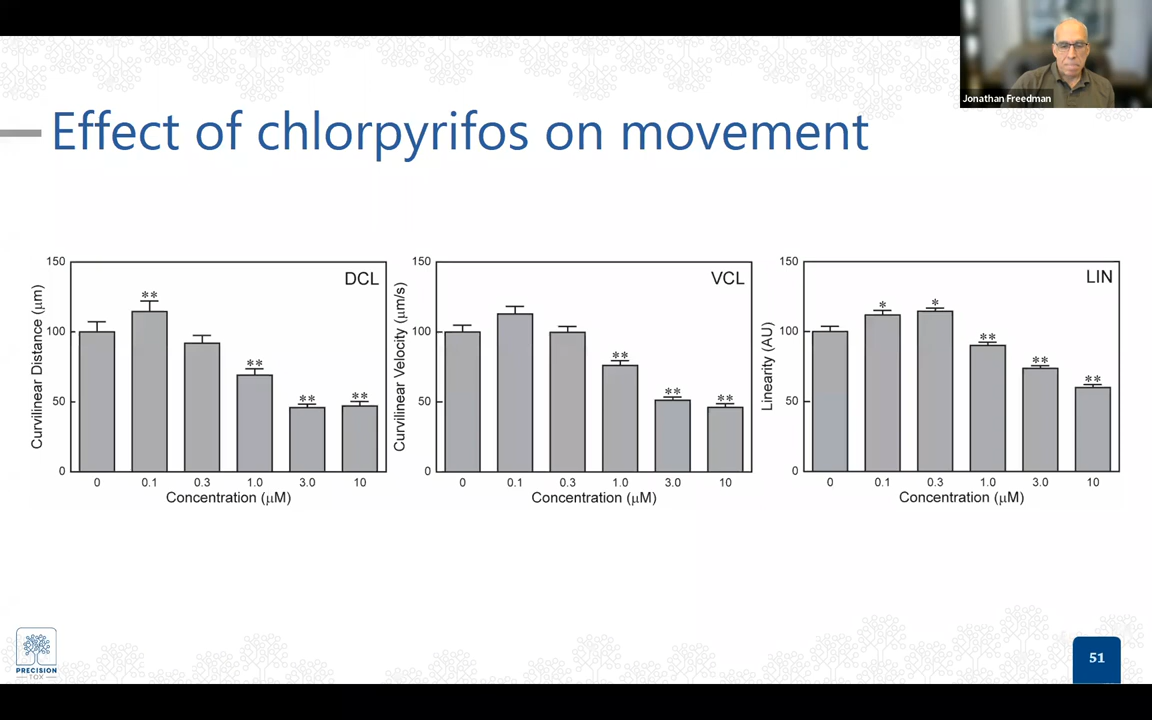 Jonathan Freedman
Effect of chlorpyrifos on movement
150
100
50
0
Curvilinear Distance (µm)
DCL
**
**
**
**
0 0.1 0.3 1.0 3.0 10
Concentration (µM)
150
100
50
0
Curvilinear Velocity (µm/s)
VCL
**
**
**
0 0.1 0.3 1.0 3.0 10
Concentration (µM)
150
100
50
0
Linearity (AU)
LIN
*
*
**
**
**
0 0.1 0.3 1.0 3.0 10
Concentration (µM)
PRECISION
TOX
51